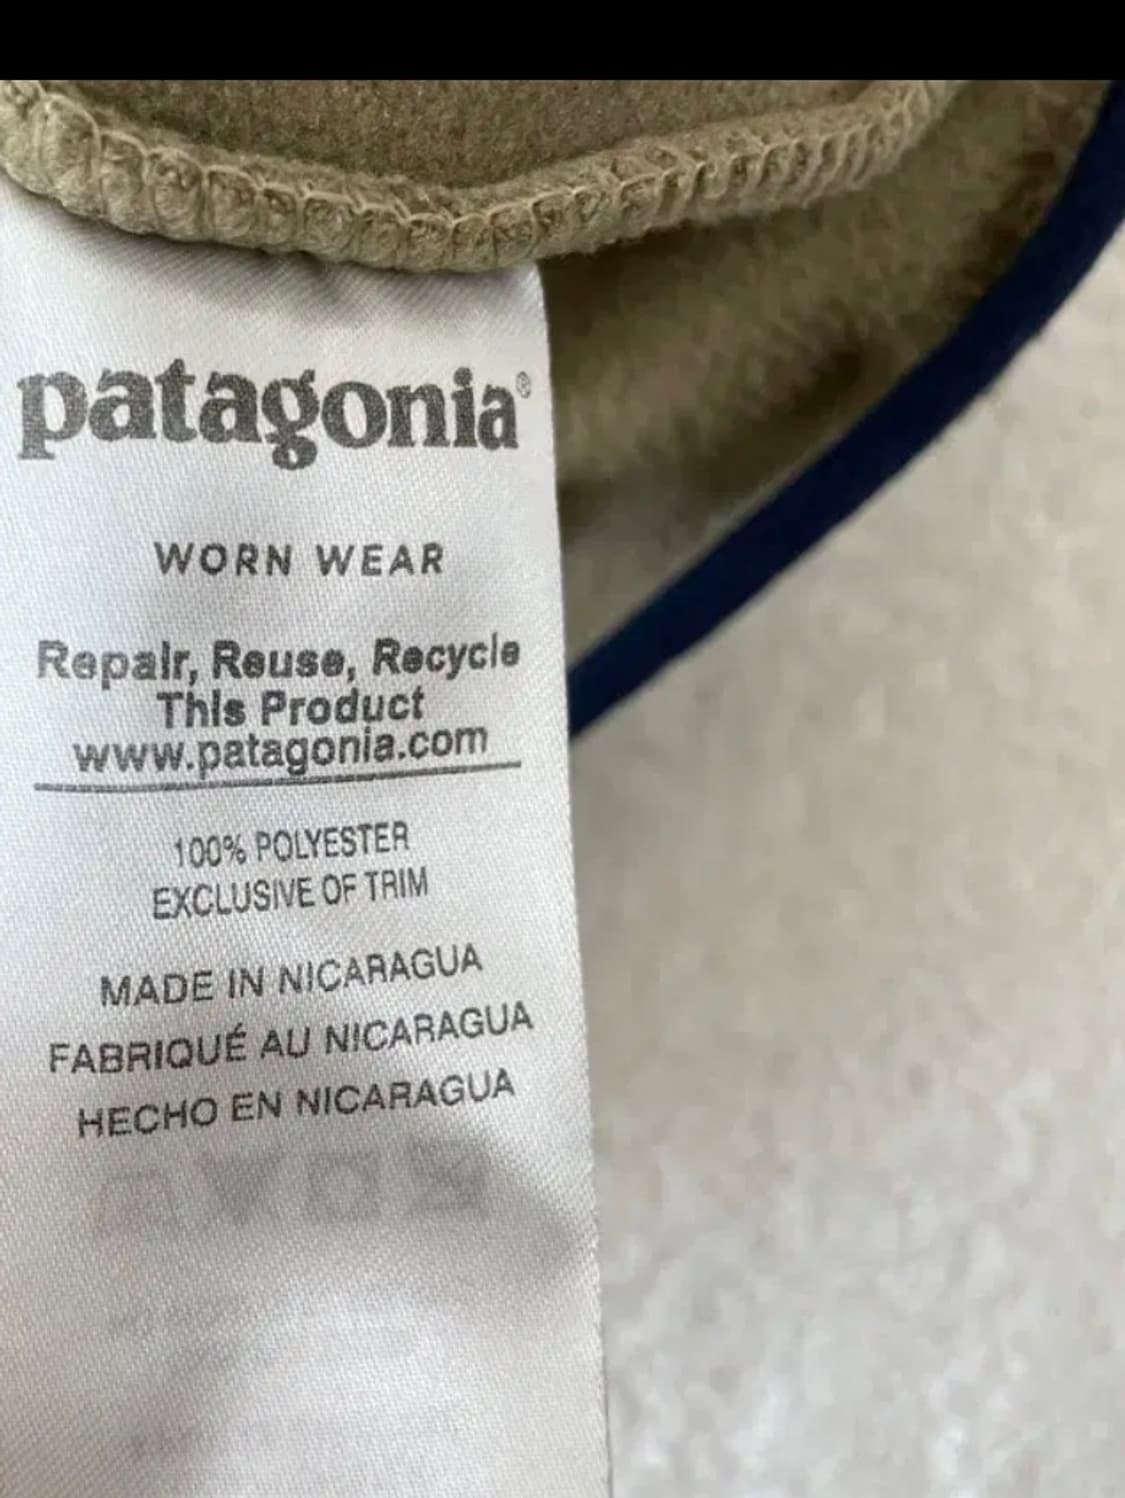 patagonia®
WORN WEAR
Repair, Reuse, Recycle
This Product
www.patagonia.com
100% POLYESTER
EXCLUSIVE OF TRIM
MADE IN NICARAGUA
FABRIQUÉ AU NICARAGUA
HECHO EN NICARAGUA